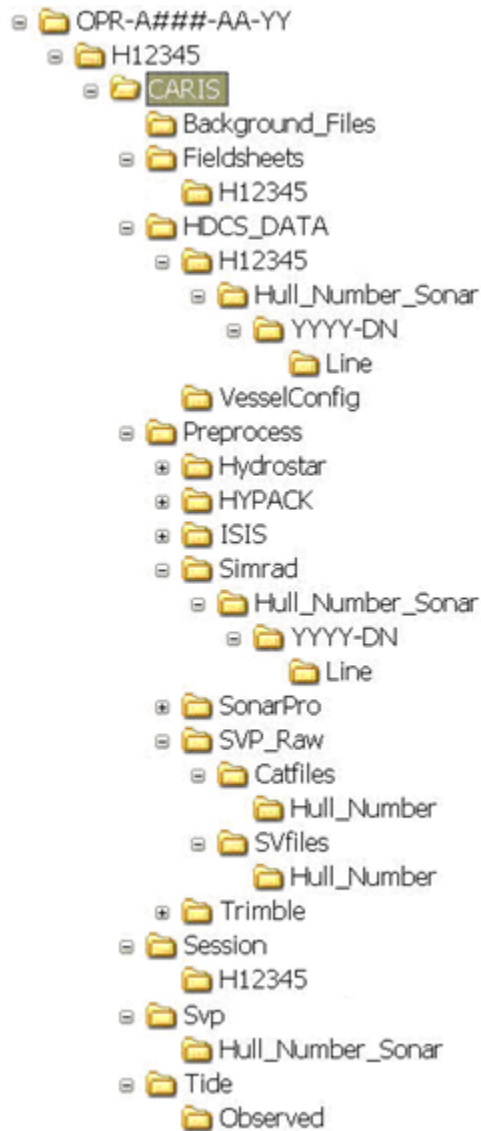 OPR-A###-AA-YY
H12345
CARIS
Background_Files
Fieldsheets
H12345
HDCS_DATA
H12345
Hull_Number_Sonar
YYYY-DN
Line
VesselConfig
Preprocess
Hydrostar
HYPACK
ISIS
Simrad
Hull_Number_Sonar
YYYY-DN
Line
SonarPro
SVP_Raw
Catfiles
Hull_Number
SVfiles
Hull_Number
Trimble
Session
H12345
Svp
Hull_Number_Sonar
Tide
Observed